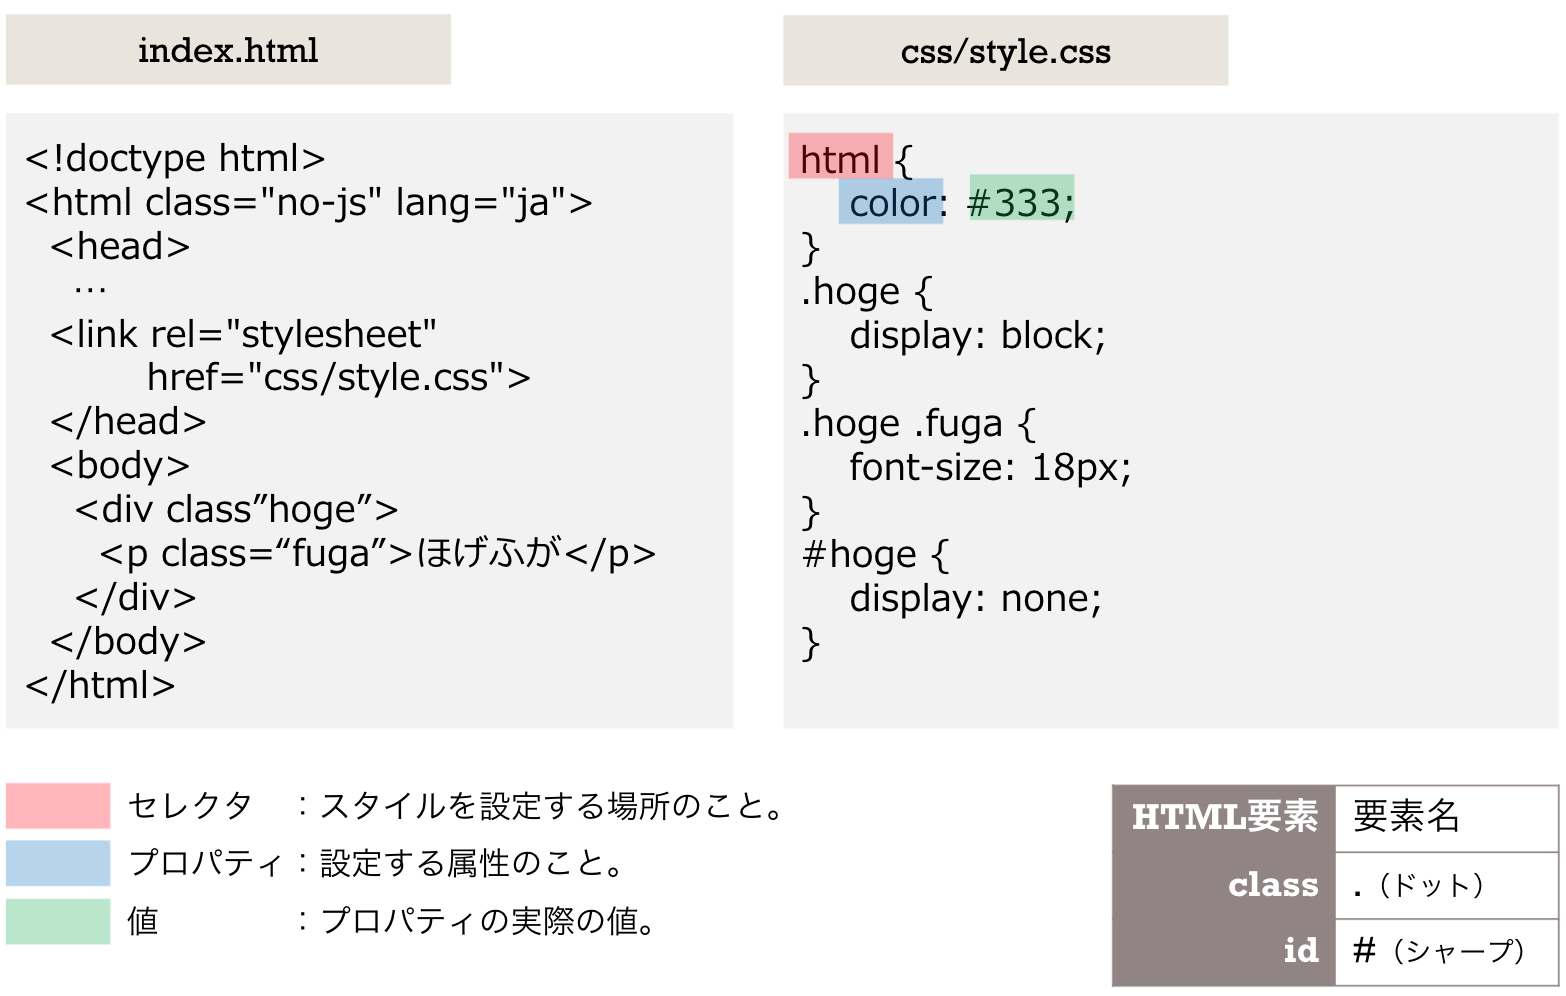 index.html
<!doctype html>
<html class="no-js" lang="ja">
<head>
…
<link rel="stylesheet"
href="css/style.css">
</head>
<body>
<div class”hoge”>
<p class=“fuga”>ほげふが</p>
</div>
</body>
</html>
css/style.css
html {
color: #333;
}
.hoge {
display: block;
}
.hoge .fuga {
font-size: 18px;
}
#hoge {
display: none;
}
セレクタ ：スタイルを設定する場所のこと。
プロパティ：設定する属性のこと。
値 ：プロパティの実際の値。
HTML要素 要素名
class .（ドット）
id #（シャープ）